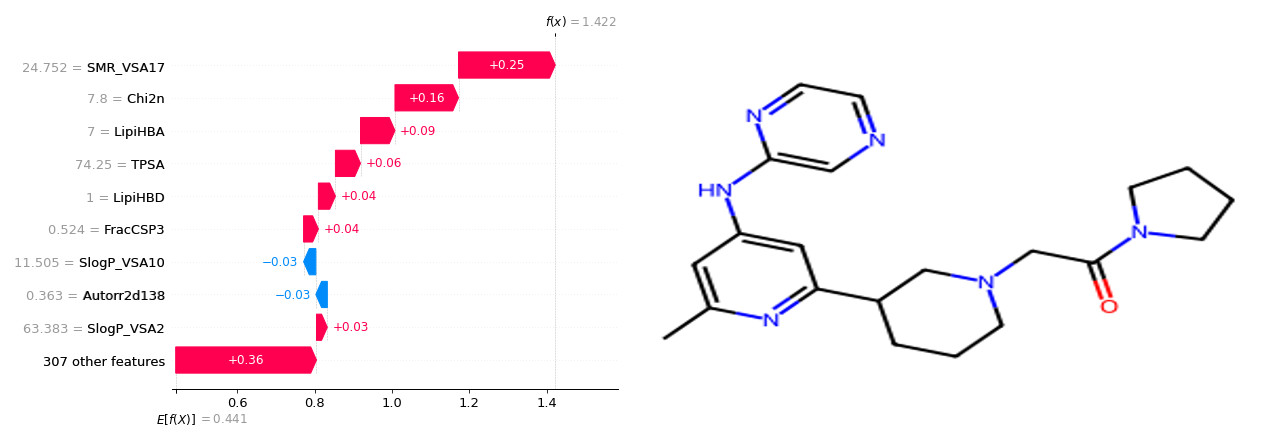 f(x) = 1.422
24.752 = SMR_VSA17 +0.25
7.8 = Chi2n +0.16
7 = LipiHBA +0.09
74.25 = TPSA +0.06
1 = LipiHBD +0.04
0.524 = FracCSP3 +0.04
11.505 = SlogP_VSA10 −0.03
0.363 = Autorr2d138 −0.03
63.383 = SlogP_VSA2 +0.03
307 other features +0.36
0.6 0.8 1.0 1.2 1.4
E[f(X)] = 0.441
N
N
HN
N
N
N
O